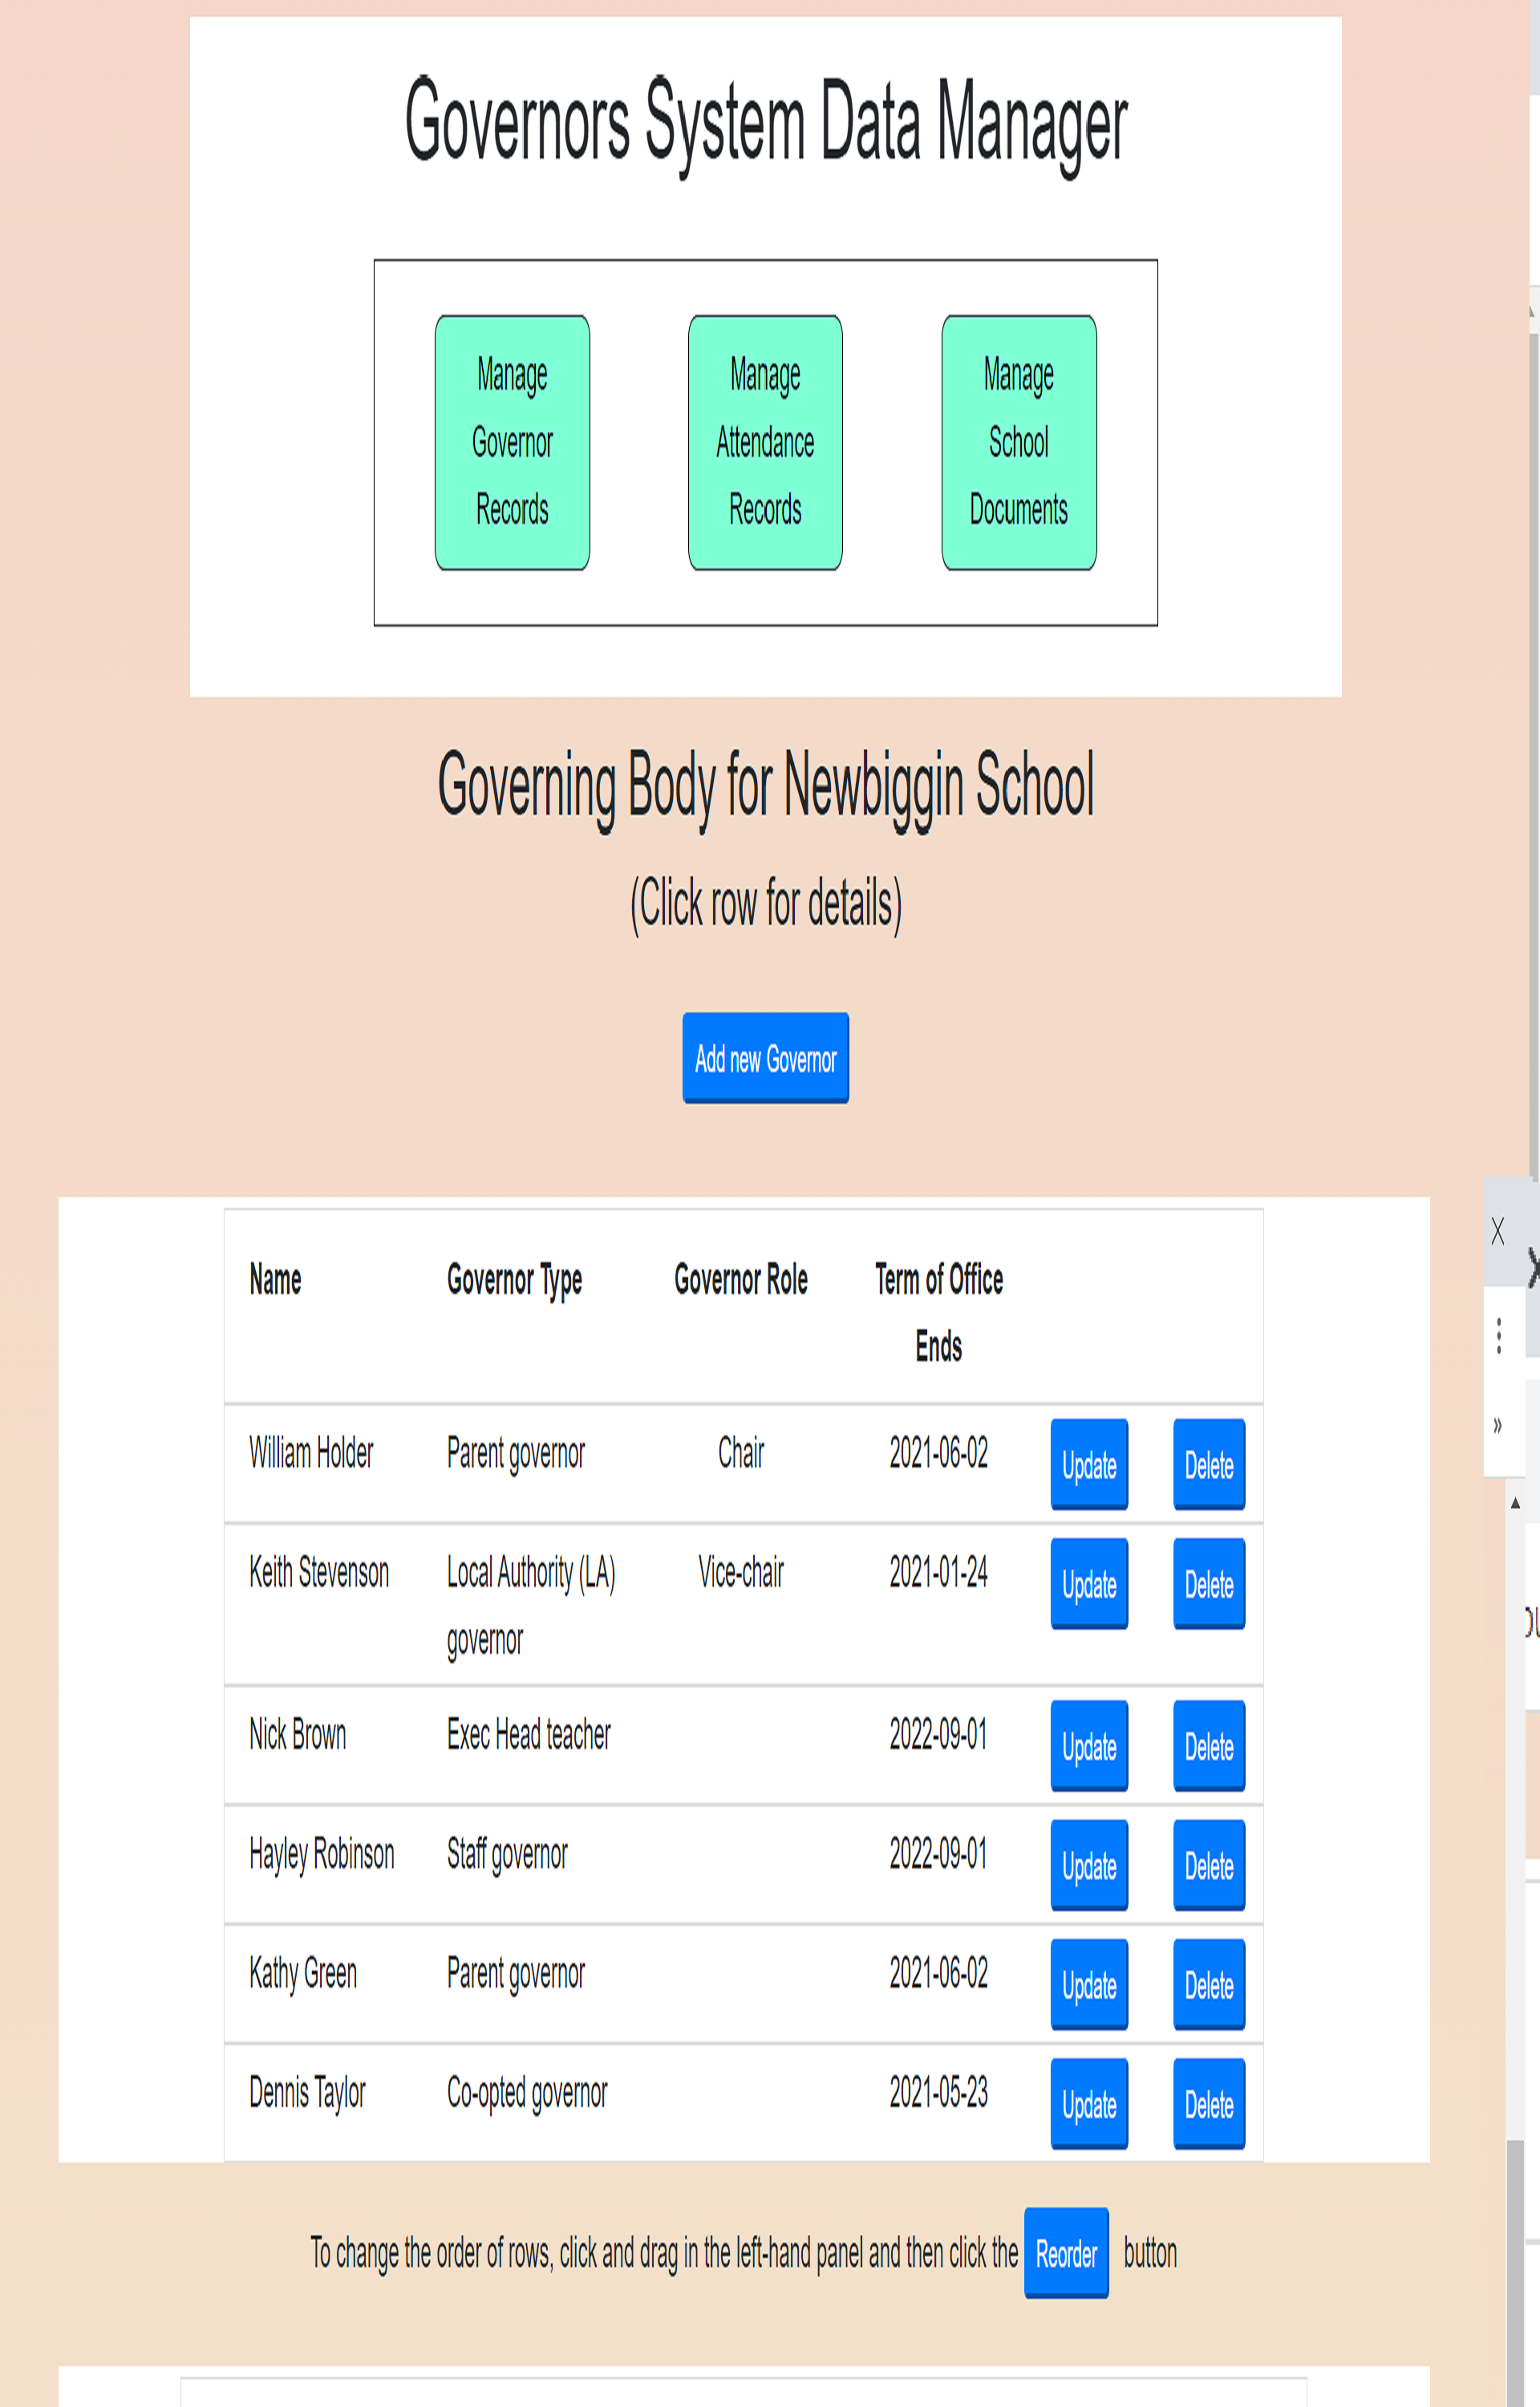 Governors System Data Manager
Manage
Governor
Records
Manage
Attendance
Records
Manage
School
Documents
Governing Body for Newbiggin School
(Click row for details)
Add new Governor
Name Governor Type Governor Role Term of Office
Ends
William Holder Parent governor Chair 2021-06-02 Update Delete
Keith Stevenson Local Authority (LA) Vice-chair 2021-01-24 Update Delete
governor
Nick Brown Exec Head teacher 2022-09-01 Update Delete
Hayley Robinson Staff governor 2022-09-01 Update Delete
Kathy Green Parent governor 2021-06-02 Update Delete
Dennis Taylor Co-opted governor 2021-05-23 Update Delete
To change the order of rows, click and drag in the left-hand panel and then click the Reorder button